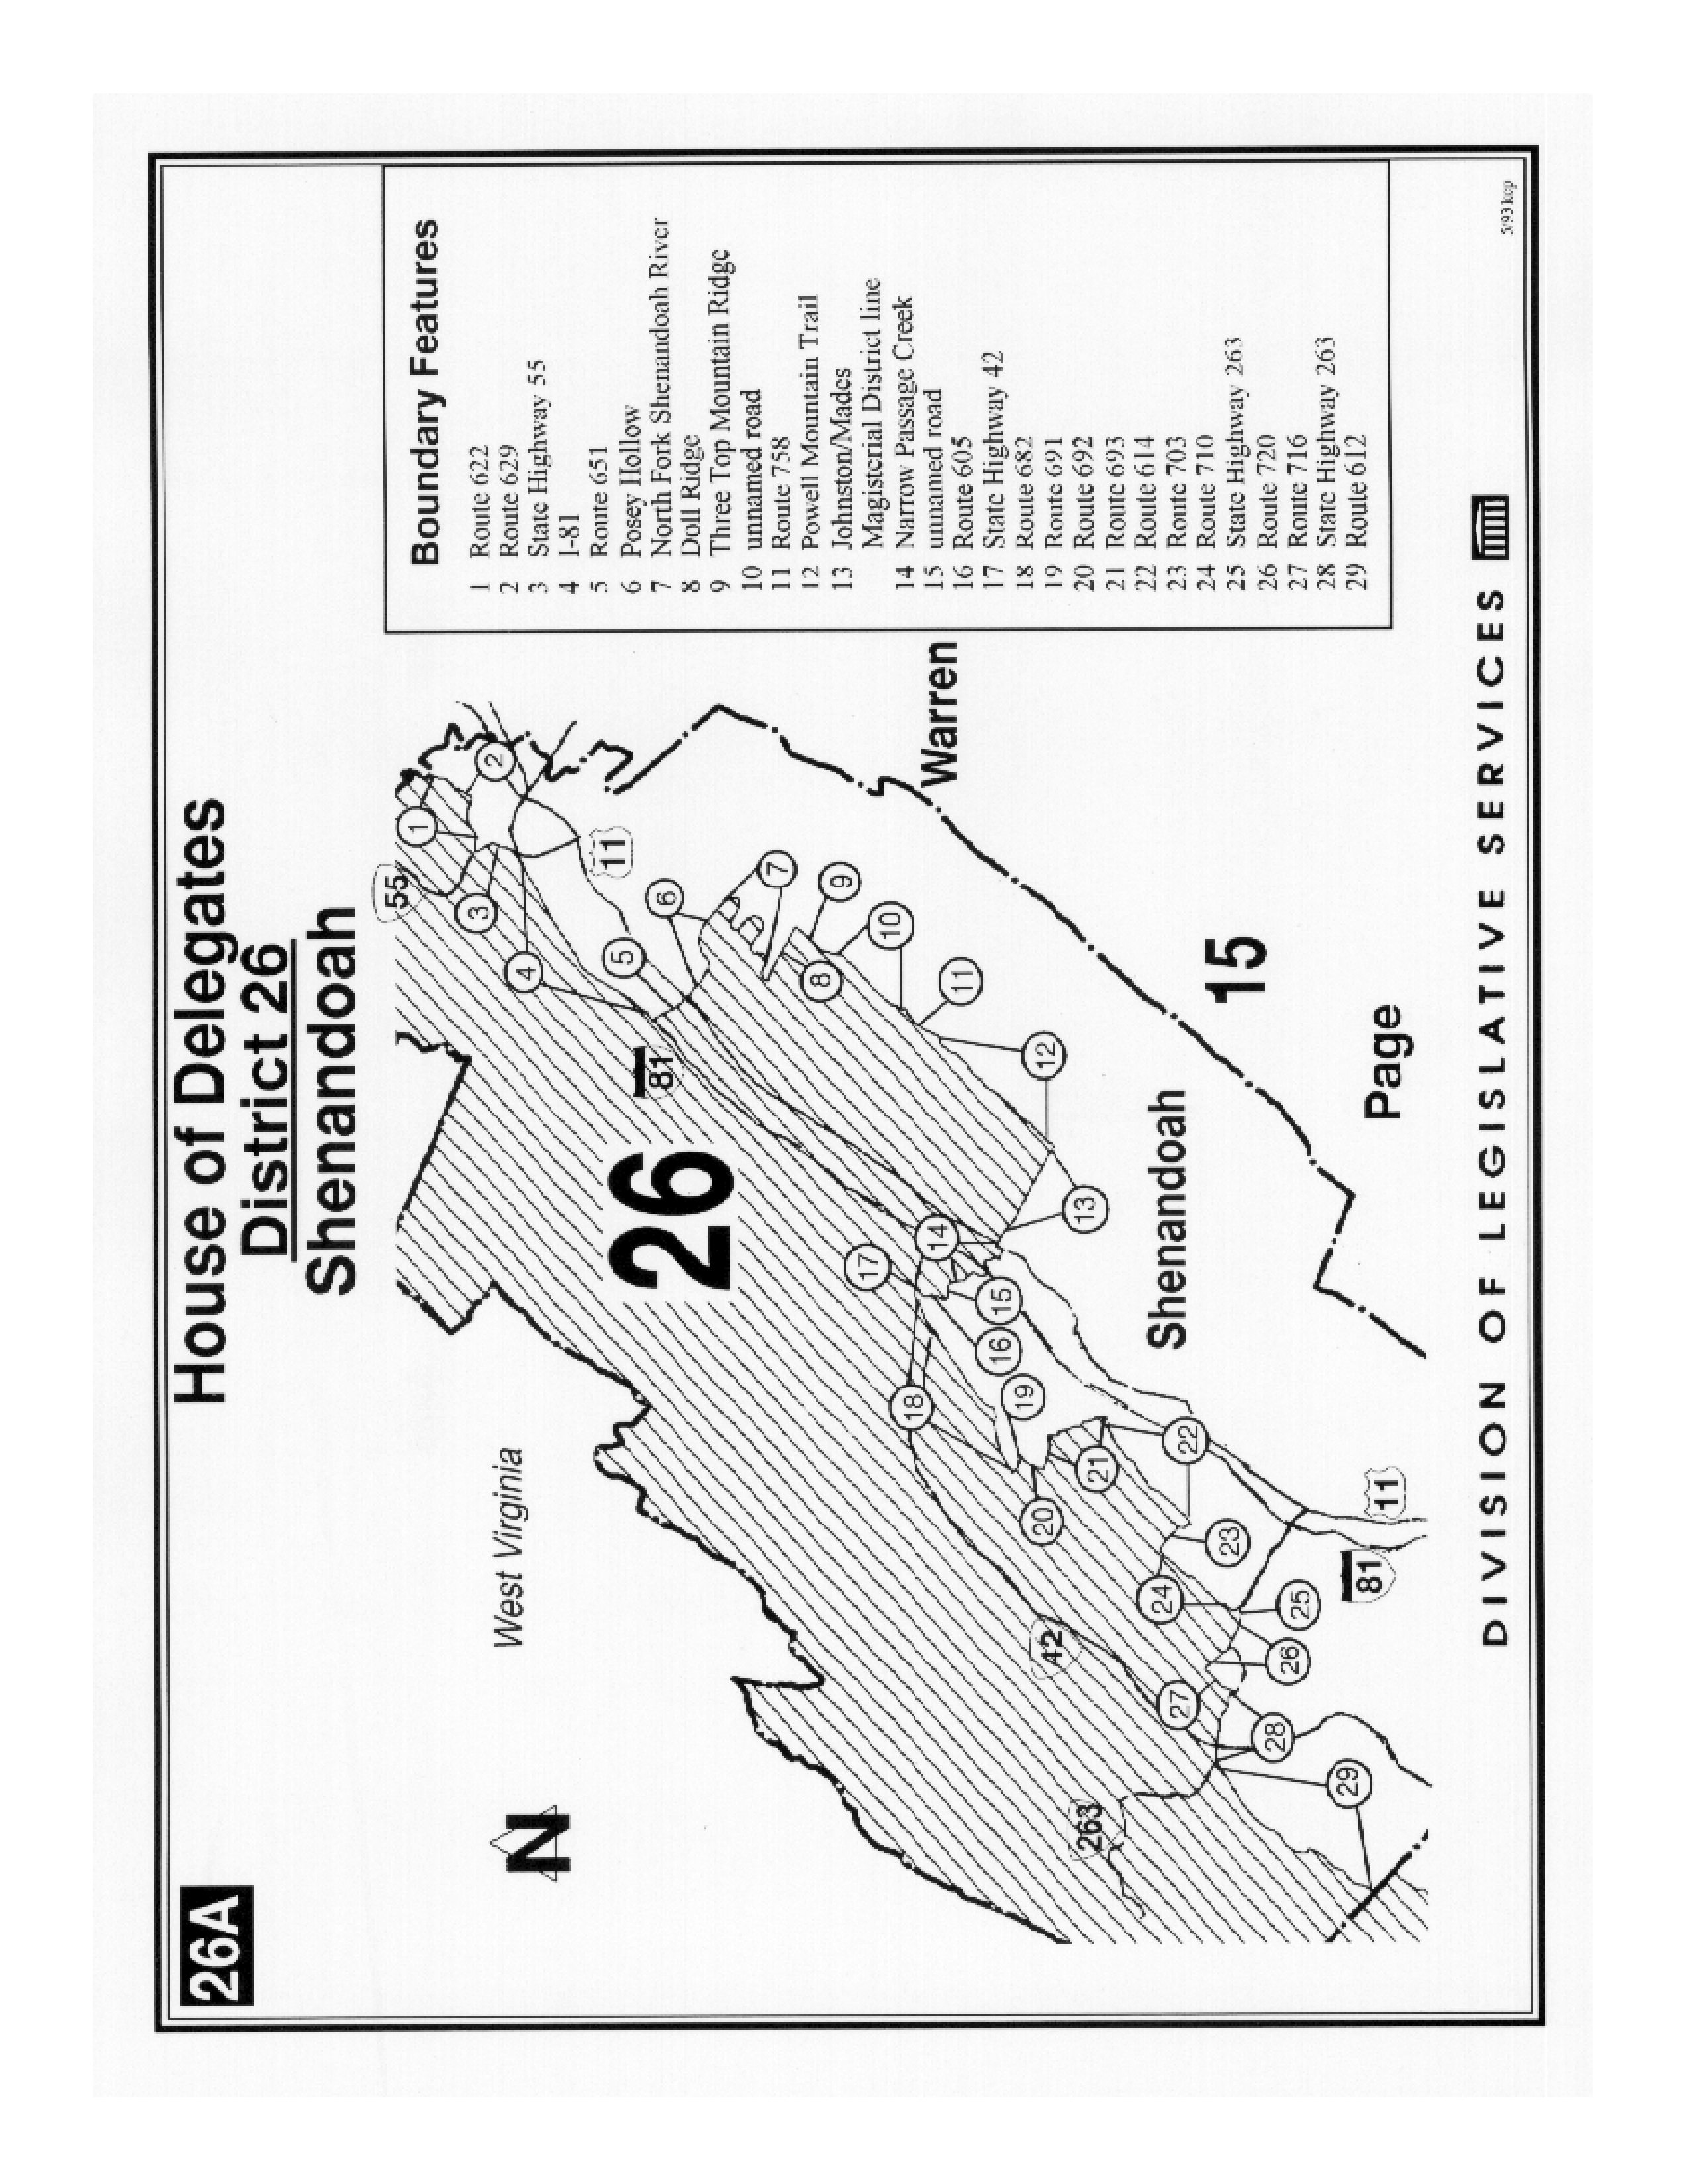 26A
House of Delegates
District 26
Shenandoah
N
West Virginia
55
1
2
3
4
5
11
6
7
8
9
10
11
12
81
26
Warren
15
Page
Shenandoah
13
14
15
16
17
18
19
20
21
22
23
24
25
26
27
28
29
42
263
81
11
Boundary Features
1 Route 622
2 Route 629
3 State Highway 55
4 I-81
5 Route 651
6 Posey Hollow
7 North Fork Shenandoah River
8 Doll Ridge
9 Three Top Mountain Ridge
10 unnamed road
11 Route 758
12 Powell Mountain Trail
13 Johnston/Mades
Magisterial District line
14 Narrow Passage Creek
15 unnamed road
16 Route 605
17 State Highway 42
18 Route 682
19 Route 691
20 Route 692
21 Route 693
22 Route 614
23 Route 703
24 Route 710
25 State Highway 263
26 Route 720
27 Route 716
28 State Highway 263
29 Route 612
DIVISION OF LEGISLATIVE SERVICES
5/93 kcp